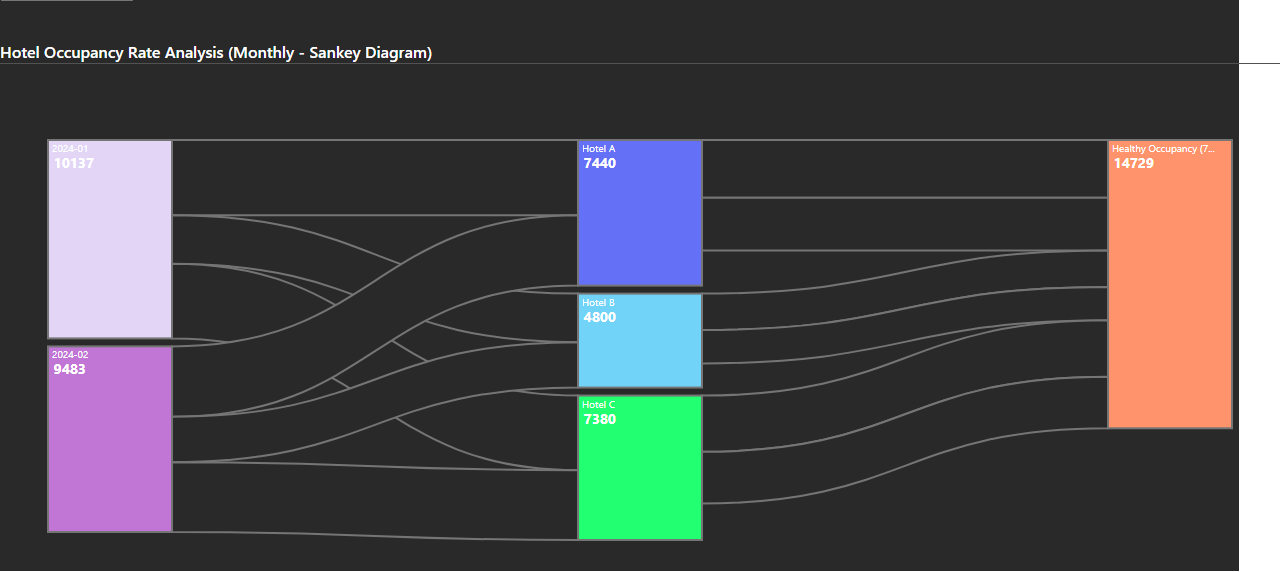 Hotel Occupancy Rate Analysis (Monthly - Sankey Diagram)
2024-01
10137
2024-02
9483
Hotel A
7440
Hotel B
4800
Hotel C
7380
Healthy Occupancy (7...
14729